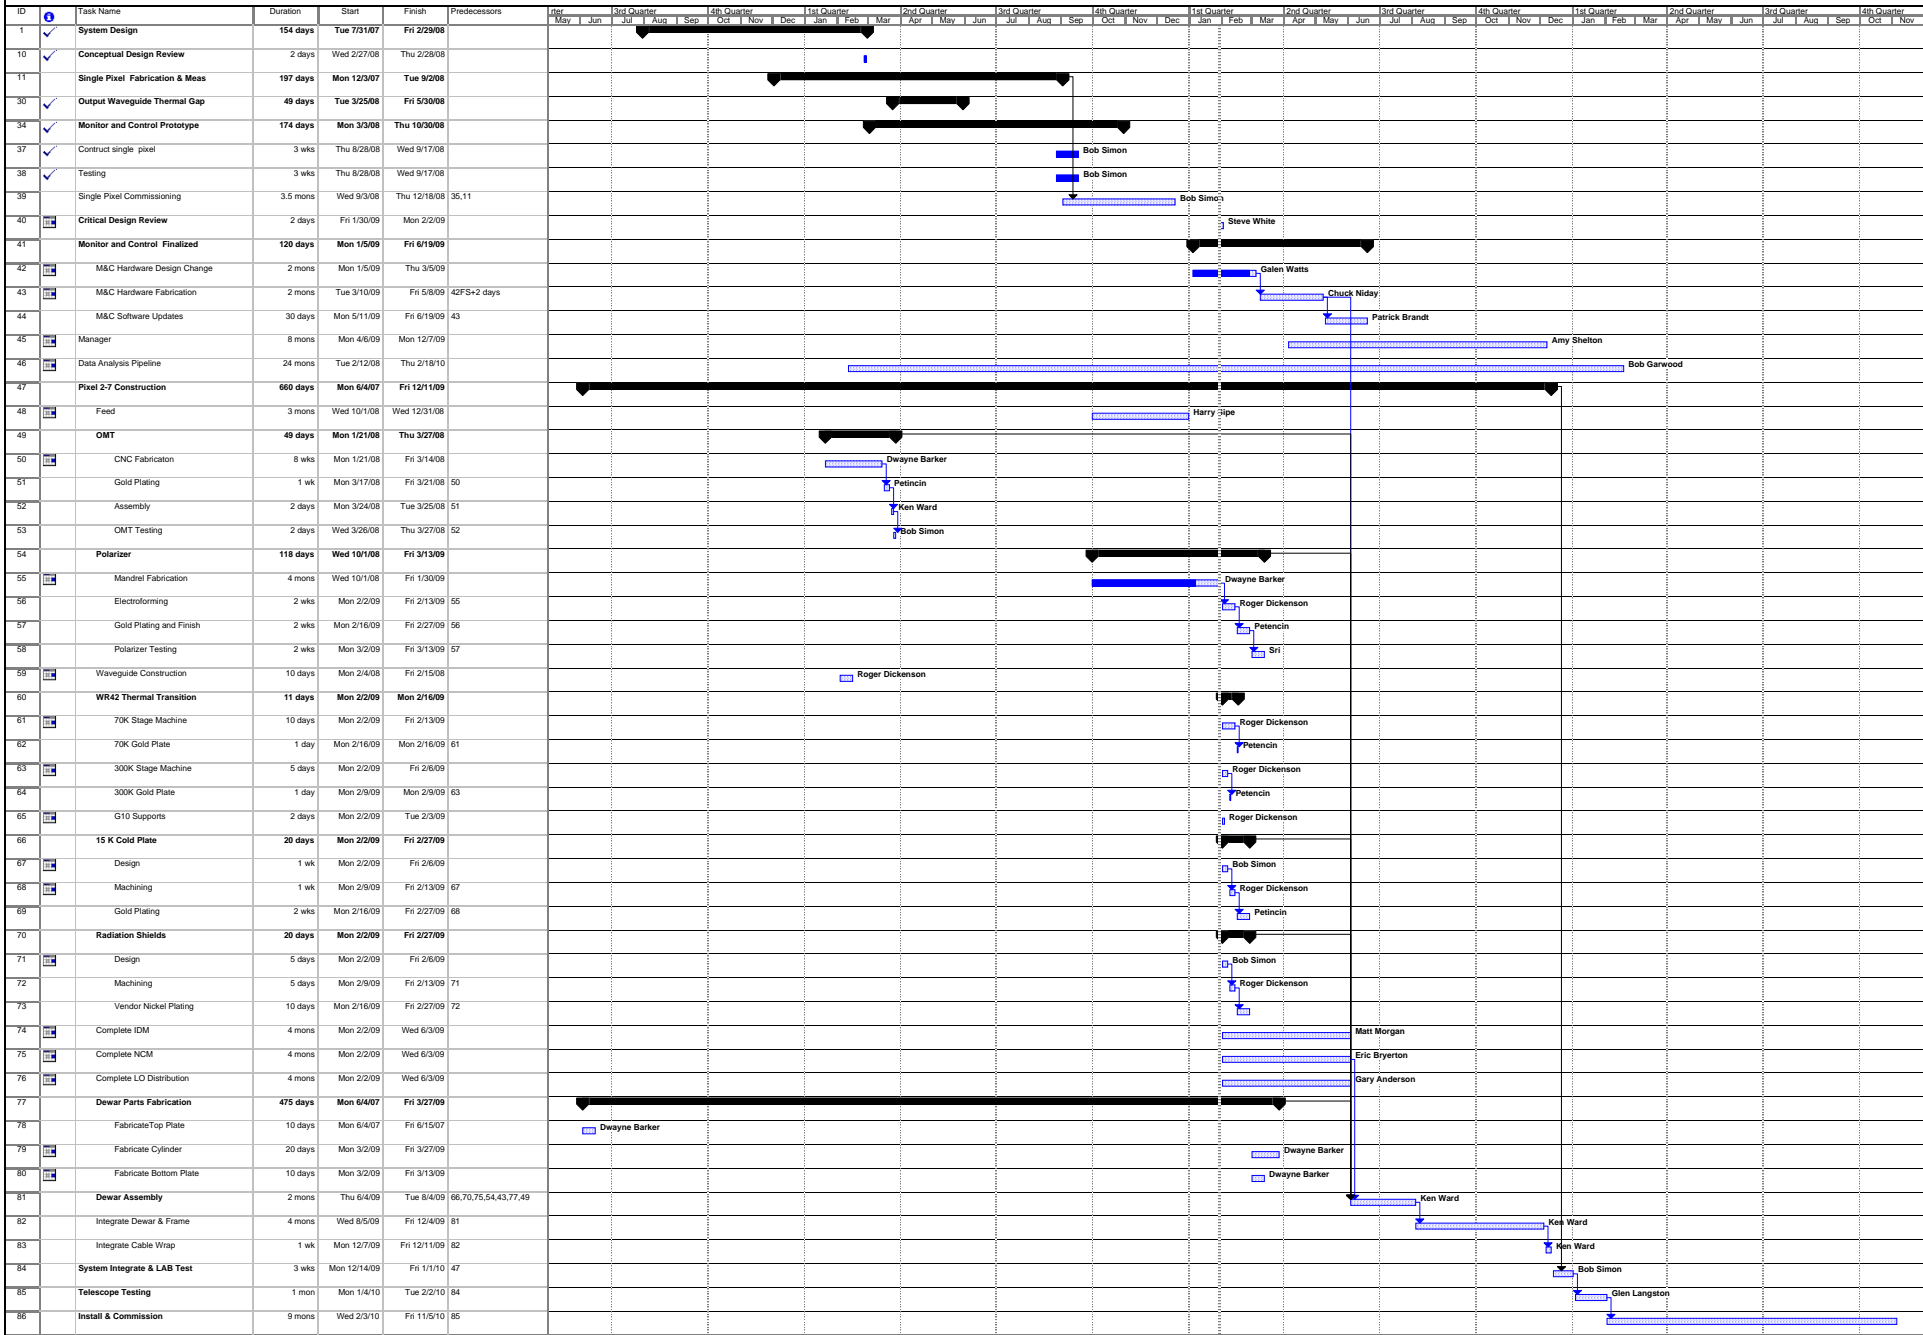 ID Task Name Duration Start Finish Predecessors rter 3rd Quarter 4th Quarter 1st Quarter 2nd Quarter 3rd Quarter 4th Quarter 1st Quarter 2nd Quarter 3rd Quarter 4th Quarter 1st Quarter 2nd Quarter 3rd Quarter 4th Quarter
May Jun Jul Aug Sep Oct Nov Dec Jan Feb Mar Apr May Jun Jul Aug Sep Oct Nov Dec Jan Feb Mar Apr May Jun Jul Aug Sep Oct Nov Dec Jan Feb Mar Apr May Jun Jul Aug Sep Oct Nov
1 System Design 154 days Tue 7/31/07 Fri 2/29/08
10 Conceptual Design Review 2 days Wed 2/27/08 Thu 2/28/08
11 Single Pixel Fabrication & Meas 197 days Mon 12/3/07 Tue 9/2/08
30 Output Waveguide Thermal Gap 49 days Tue 3/25/08 Fri 5/30/08
34 Monitor and Control Prototype 174 days Mon 3/3/08 Thu 10/30/08
37 Contruct single pixel 3 wks Thu 8/28/08 Wed 9/17/08 Bob Simon
38 Testing 3 wks Thu 8/28/08 Wed 9/17/08 Bob Simon
39 Single Pixel Commissioning 3.5 mons Wed 9/3/08 Thu 12/18/08 35,11 Bob Simon
40 Critical Design Review 2 days Fri 1/30/09 Mon 2/2/09 Steve White
41 Monitor and Control Finalized 120 days Mon 1/5/09 Fri 6/19/09
42 M&C Hardware Design Change 2 mons Mon 1/5/09 Thu 3/5/09 Galen Watts
43 M&C Hardware Fabrication 2 mons Tue 3/10/09 Fri 5/8/09 42FS+2 days Chuck Niday
44 M&C Software Updates 30 days Mon 5/11/09 Fri 6/19/09 43 Patrick Brandt
45 Manager 8 mons Mon 4/6/09 Mon 12/7/09 Amy Shelton
46 Data Analysis Pipeline 24 mons Tue 2/12/08 Thu 2/18/10 Bob Garwood
47 Pixel 2-7 Construction 660 days Mon 6/4/07 Fri 12/11/09
48 Feed 3 mons Wed 10/1/08 Wed 12/31/08 Harry
49 OMT 49 days Mon 1/21/08 Thu 3/27/08
50 CNC Fabricaton 8 wks Mon 1/21/08 Fri 3/14/08 Dwayne Barker
51 Gold Plating 1 wk Mon 3/17/08 Fri 3/21/08 50 Petincin
52 Assembly 2 days Mon 3/24/08 Tue 3/25/08 51 Ken Ward
53 OMT Testing 2 days Wed 3/26/08 Thu 3/27/08 52 Bob Simon
54 Polarizer 118 days Wed 10/1/08 Fri 3/13/09
55 Mandrel Fabrication 4 mons Wed 10/1/08 Fri 1/30/09 Dwayne Barker
56 Electroforming 2 wks Mon 2/2/09 Fri 2/13/09 55 Roger Dickenson
57 Gold Plating and Finish 2 wks Mon 2/16/09 Fri 2/27/09 56 Petencin
58 Polarizer Testing 2 wks Mon 3/2/09 Fri 3/13/09 57 Sri
59 Waveguide Construction 10 days Mon 2/4/08 Fri 2/15/08 Roger Dickenson
60 WR42 Thermal Transition 11 days Mon 2/2/09 Mon 2/16/09
61 70K Stage Machine 10 days Mon 2/2/09 Fri 2/13/09 Roger Dickenson
62 70K Gold Plate 1 day Mon 2/16/09 Mon 2/16/09 61 Petencin
63 300K Stage Machine 5 days Mon 2/2/09 Fri 2/6/09 Roger Dickenson
64 300K Gold Plate 1 day Mon 2/9/09 Mon 2/9/09 63 Petencin
65 G10 Supports 2 days Mon 2/2/09 Tue 2/3/09 Roger Dickenson
66 15 K Cold Plate 20 days Mon 2/2/09 Fri 2/27/09
67 Design 1 wk Mon 2/2/09 Fri 2/6/09 Bob Simon
68 Machining 1 wk Mon 2/9/09 Fri 2/13/09 67 Roger Dickenson
69 Gold Plating 2 wks Mon 2/16/09 Fri 2/27/09 68 Petincin
70 Radiation Shields 20 days Mon 2/2/09 Fri 2/27/09
71 Design 5 days Mon 2/2/09 Fri 2/6/09 Bob Simon
72 Machining 5 days Mon 2/9/09 Fri 2/13/09 71 Roger Dickenson
73 Vendor Nickel Plating 10 days Mon 2/16/09 Fri 2/27/09 72
74 Complete IDM 4 mons Mon 2/2/09 Wed 6/3/09 Matt Morgan
75 Complete NCM 4 mons Mon 2/2/09 Wed 6/3/09 Eric Bryerton
76 Complete LO Distribution 4 mons Mon 2/2/09 Wed 6/3/09 Gary Anderson
77 Dewar Parts Fabrication 475 days Mon 6/4/07 Fri 3/27/09
78 FabricateTop Plate 10 days Mon 6/4/07 Fri 6/15/07 Dwayne Barker
79 Fabricate Cylinder 20 days Mon 3/2/09 Fri 3/27/09 Dwayne Barker
80 Fabricate Bottom Plate 10 days Mon 3/2/09 Fri 3/13/09 Dwayne Barker
81 Dewar Assembly 2 mons Thu 6/4/09 Tue 8/4/09 66,70,75,54,43,77,49 Ken Ward
82 Integrate Dewar & Frame 4 mons Wed 8/5/09 Fri 12/4/09 81 Ken Ward
83 Integrate Cable Wrap 1 wk Mon 12/7/09 Fri 12/11/09 82 Ken Ward
84 System Integrate & LAB Test 3 wks Mon 12/14/09 Fri 1/1/10 47 Bob Simon
85 Telescope Testing 1 mon Mon 1/4/10 Tue 2/2/10 84 Glen Langston
86 Install & Commission 9 mons Wed 2/3/10 Fri 11/5/10 85